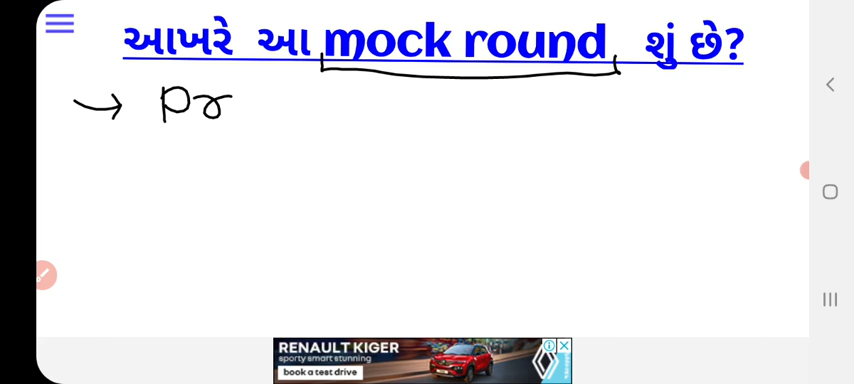 આખરે આ mock round શું છે?
→ Pr
RENAULT KIGER
sporty smart stunning
book a test drive